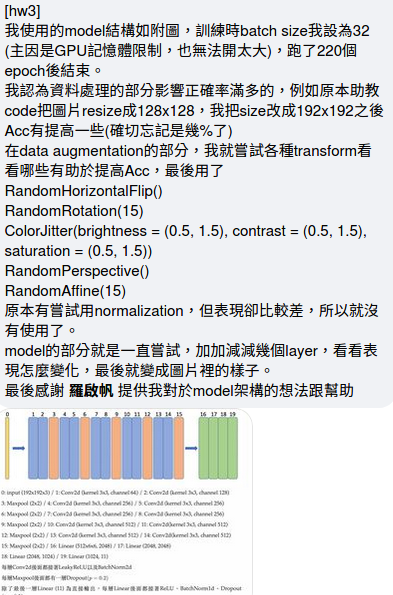 [hw3]
我使用的model結構如附圖，訓練時batch size我設為32
(主因是GPU記憶體限制，也無法開太大)，跑了220個
epoch後結束。
我認為資料處理的部分影響正確率滿多的，例如原本助教
code把圖片resize成128x128，我把size改成192x192之後
Acc有提高一些(確切忘記是幾%了)
在data augmentation的部分，我就嘗試各種transform看
看哪些有助於提高Acc，最後用了
RandomHorizontalFlip()
RandomRotation(15)
ColorJitter(brightness = (0.5, 1.5), contrast = (0.5, 1.5),
saturation = (0.5, 1.5))
RandomPerspective()
RandomAffine(15)
原本有嘗試用normalization，但表現卻比較差，所以就沒
有使用了。
model的部分就是一直嘗試，加加減減幾個layer，看看表
現怎麼變化，最後就變成圖片裡的樣子。
最後感謝 羅啟帆 提供我對於model架構的想法跟幫助
0 1 2 3 4 5 6 7 8 9 10 11 12 13 14 15 16 17 18 19
0: input (192x192x3) / 1: Conv2d (kernel 3x3, channel 64) / 2: Conv2d (kernel 3x3, channel 128)
3: Maxpool (2x2) / 4: Conv2d (kernel 3x3, channel 256) / 5: Conv2d (kernel 3x3, channel 256)
6: Maxpool (2x2) / 7: Conv2d (kernel 3x3, channel 256) / 8: Conv2d (kernel 3x3, channel 256)
9: Maxpool (2x2) / 10: Conv2d (kernel 3x3, channel 512) / 11: Conv2d(kernel 3x3, channel 512)
12: Maxpool (2x2) / 13: Conv2d (kernel 3x3, channel 512) / 14: Conv2d(kernel 3x3, channel 512)
15: Maxpool (2x2) / 16: Linear (512x6x6, 2048) / 17: Linear (2048, 2048)
18: Linear (2048, 1024) / 19: Linear (1024, 11)
每層Conv2d後面都接著LeakyReLU以及BatchNorm2d
每層Maxpool後面都有一層Dropout(p = 0.2)
除了最後一層Linear (11) 為直接輸出，每層Linear後面都接著ReLU、BatchNorm1d、Dropout